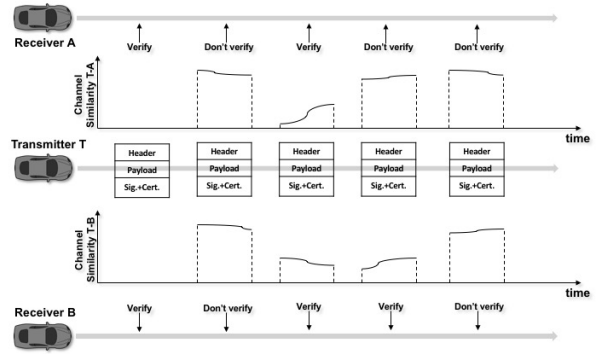 Receiver A
Verify
Don't verify
Verify
Don't verify
Don't verify
Channel
Similarity T-A
time
Transmitter T
Header
Payload
Sig.+Cert.
Header
Payload
Sig.+Cert.
Header
Payload
Sig.+Cert.
Header
Payload
Sig.+Cert.
Header
Payload
Sig.+Cert.
Channel
Similarity T-B
time
Verify
Don't verify
Verify
Verify
Don't verify
Receiver B